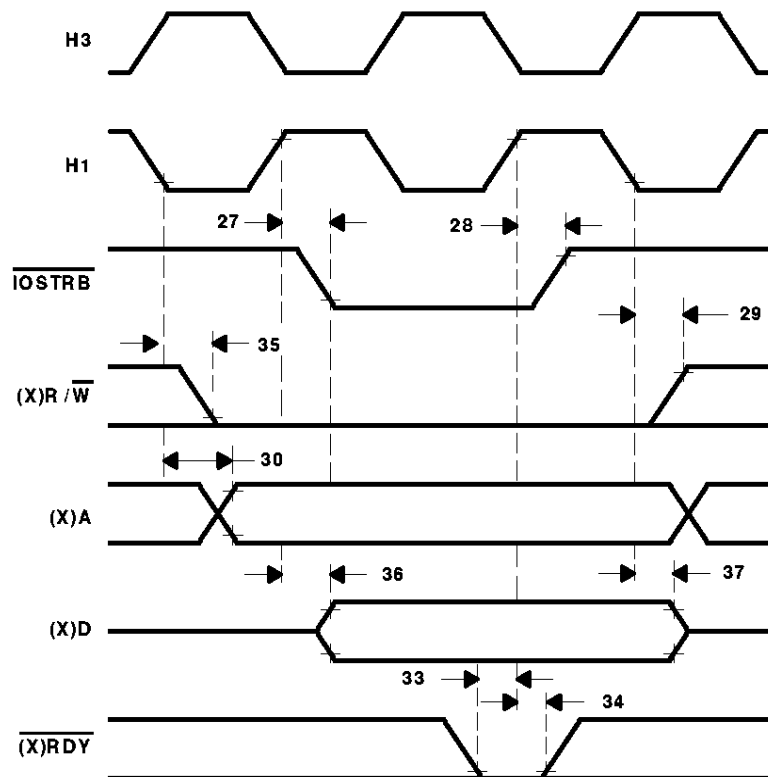 H3
H1
27
28
IOSTRB
29
35
(X)R/W
30
(X)A
36
37
(X)D
33
34
(X)RDY